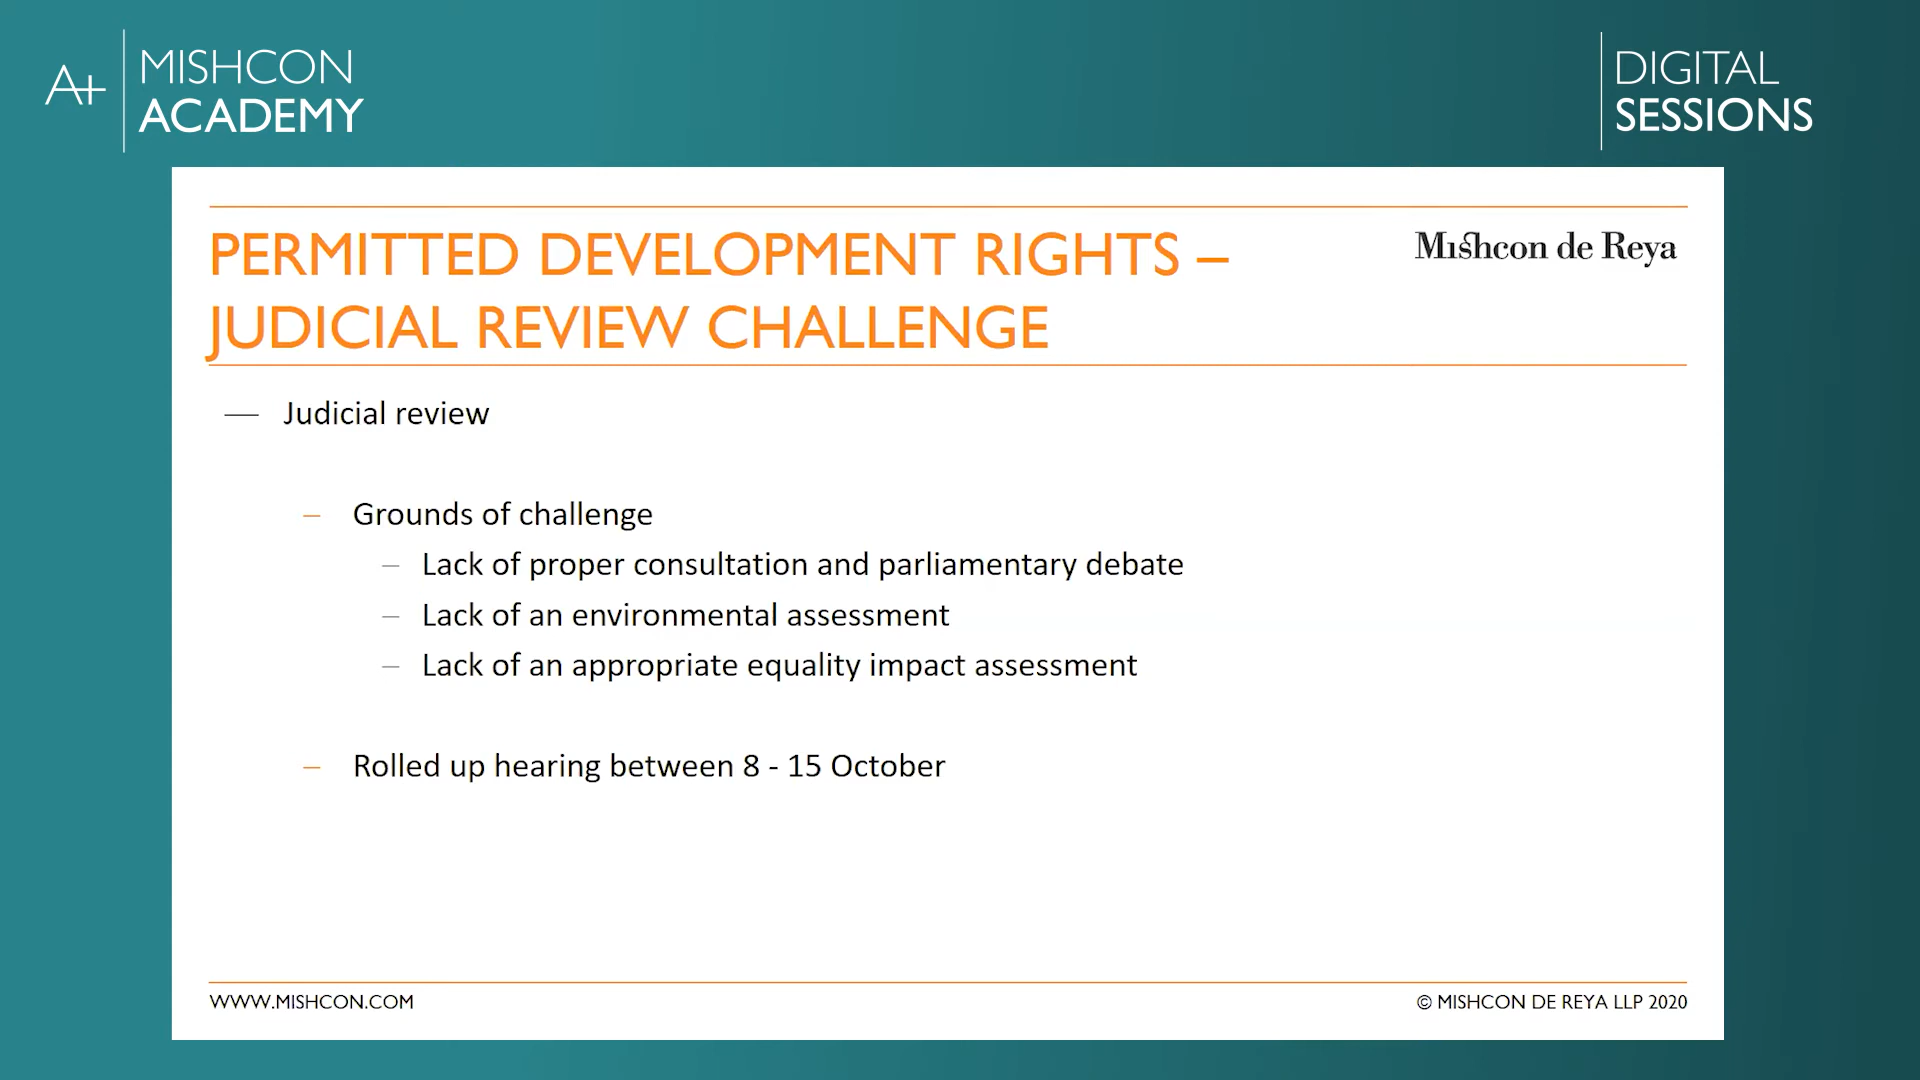 A+ MISHCON
ACADEMY
DIGITAL
SESSIONS
PERMITTED DEVELOPMENT RIGHTS –
JUDICIAL REVIEW CHALLENGE
Mishcon de Reya
— Judicial review
– Grounds of challenge
– Lack of proper consultation and parliamentary debate
– Lack of an environmental assessment
– Lack of an appropriate equality impact assessment
– Rolled up hearing between 8 - 15 October
WWW.MISHCON.COM
© MISHCON DE REYA LLP 2020